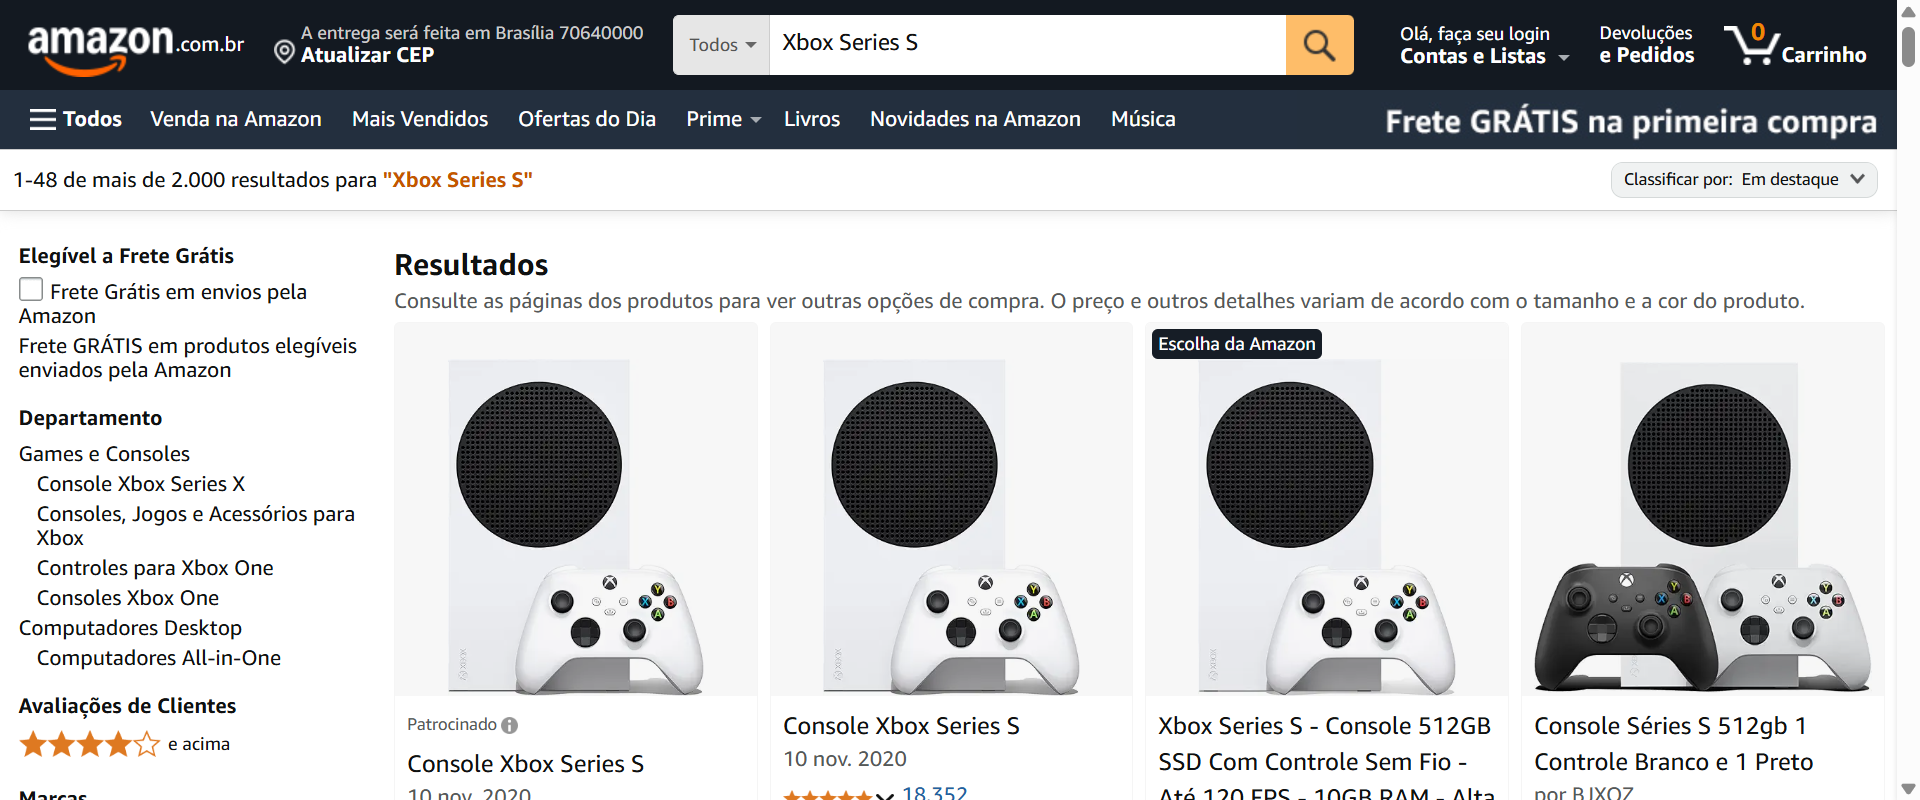 amazon.com.br
A entrega será feita em Brasília 70640000
Atualizar CEP
Todos
Xbox Series S
Olá, faça seu login
Contas e Listas
Devoluções
e Pedidos
0
Carrinho
Todos
Venda na Amazon
Mais Vendidos
Ofertas do Dia
Prime
Livros
Novidades na Amazon
Música
Frete GRÁTIS na primeira compra
1-48 de mais de 2.000 resultados para "Xbox Series S"
Classificar por: Em destaque
Elegível a Frete Grátis
Frete Grátis em envios pela
Amazon
Frete GRÁTIS em produtos elegíveis
enviados pela Amazon
Departamento
Games e Consoles
Console Xbox Series X
Consoles, Jogos e Acessórios para
Xbox
Controles para Xbox One
Consoles Xbox One
Computadores Desktop
Computadores All-in-One
Avaliações de Clientes
e acima
Marcas
Resultados
Consulte as páginas dos produtos para ver outras opções de compra. O preço e outros detalhes variam de acordo com o tamanho e a cor do produto.
Patrocinado
Console Xbox Series S
10 nov. 2020
Console Xbox Series S
10 nov. 2020
18.352
Escolha da Amazon
Xbox Series S - Console 512GB
SSD Com Controle Sem Fio -
Até 120 FPS - 10GB RAM - Alta
Console Séries S 512gb 1
Controle Branco e 1 Preto
por BJXOZ